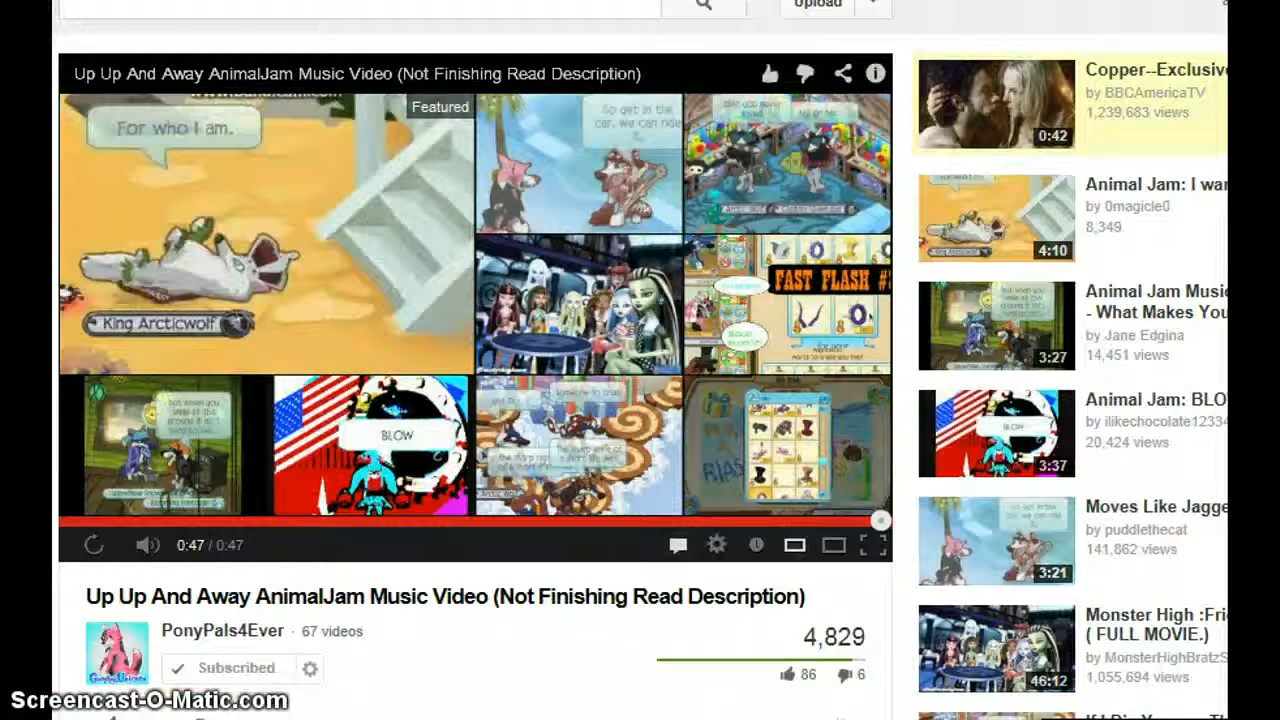 Upload
Up Up And Away AnimalJam Music Video (Not Finishing Read Description)
For who I am.
Featured
So get in the
car, we can ride
King Arcticwolf
FAST FLASH #
BLOW
0:47 / 0:47
Up Up And Away AnimalJam Music Video (Not Finishing Read Description)
PonyPals4Ever · 67 videos
Subscribed
4,829
86 6
Screencast-O-Matic.com
Copper--Exclusive
by BBCAmericaTV
1,239,683 views
0:42
Animal Jam: I wan
by 0magicle0
8,349
4:10
Animal Jam Music
- What Makes You
by Jane Edgina
14,451 views
3:27
Animal Jam: BLO
by ilikechocolate12334
20,424 views
BLOW
3:37
Moves Like Jagge
by puddlethecat
141,862 views
3:21
Monster High :Frie
( FULL MOVIE.)
by MonsterHighBratzS
1,055,694 views
46:12